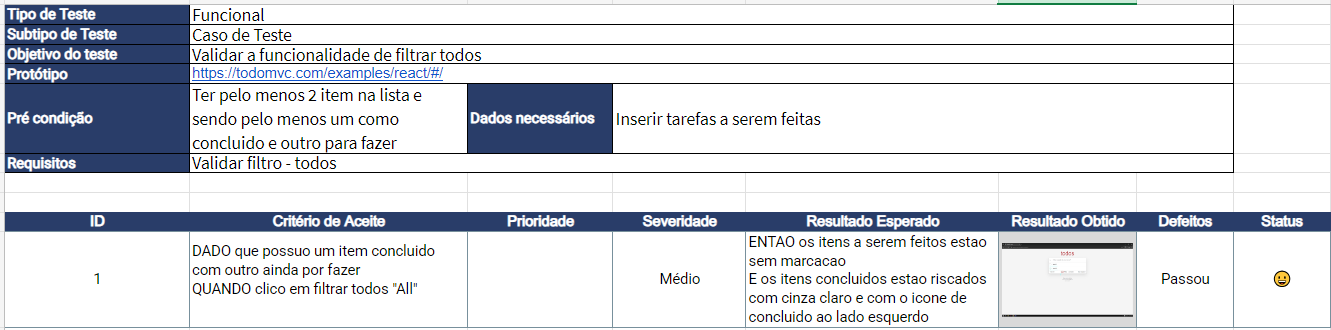 Tipo de Teste Funcional
Subtipo de Teste Caso de Teste
Objetivo do teste Validar a funcionalidade de filtrar todos
Protótipo https://todomvc.com/examples/react/#/
Pré condição
Ter pelo menos 2 item na lista e
sendo pelo menos um como
concluido e outro para fazer
Dados necessários Inserir tarefas a serem feitas
Requisitos Validar filtro - todos
ID Critério de Aceite Prioridade Severidade Resultado Esperado Resultado Obtido Defeitos Status
1
DADO que possuo um item concluido
com outro ainda por fazer
QUANDO clico em filtrar todos "All"
Médio
ENTAO os itens a serem feitos estao
sem marcacao
E os itens concluidos estao riscados
com cinza claro e com o icone de
concluido ao lado esquerdo
todos
Passou